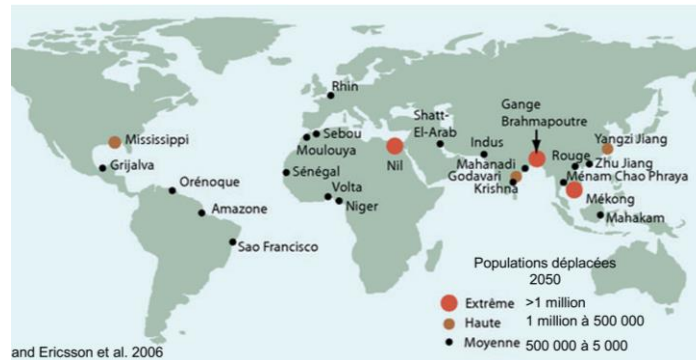 Rhin
Gange
Brahmapoutre
Shatt-
El-Arab
Mississippi
Sebou
Moulouya
Indus
Yangzi Jiang
Grijalva
Nil
Mahanadi
Rouge
Zhu Jiang
Sénégal
Godavari
Ménam Chao Phraya
Orénoque
Volta
Krishna
Mékong
Niger
Amazone
Mahakam
Sao Francisco
Populations déplacées
2050
Extrême >1 million
Haute 1 million à 500 000
Moyenne 500 000 à 5 000
and Ericsson et al. 2006